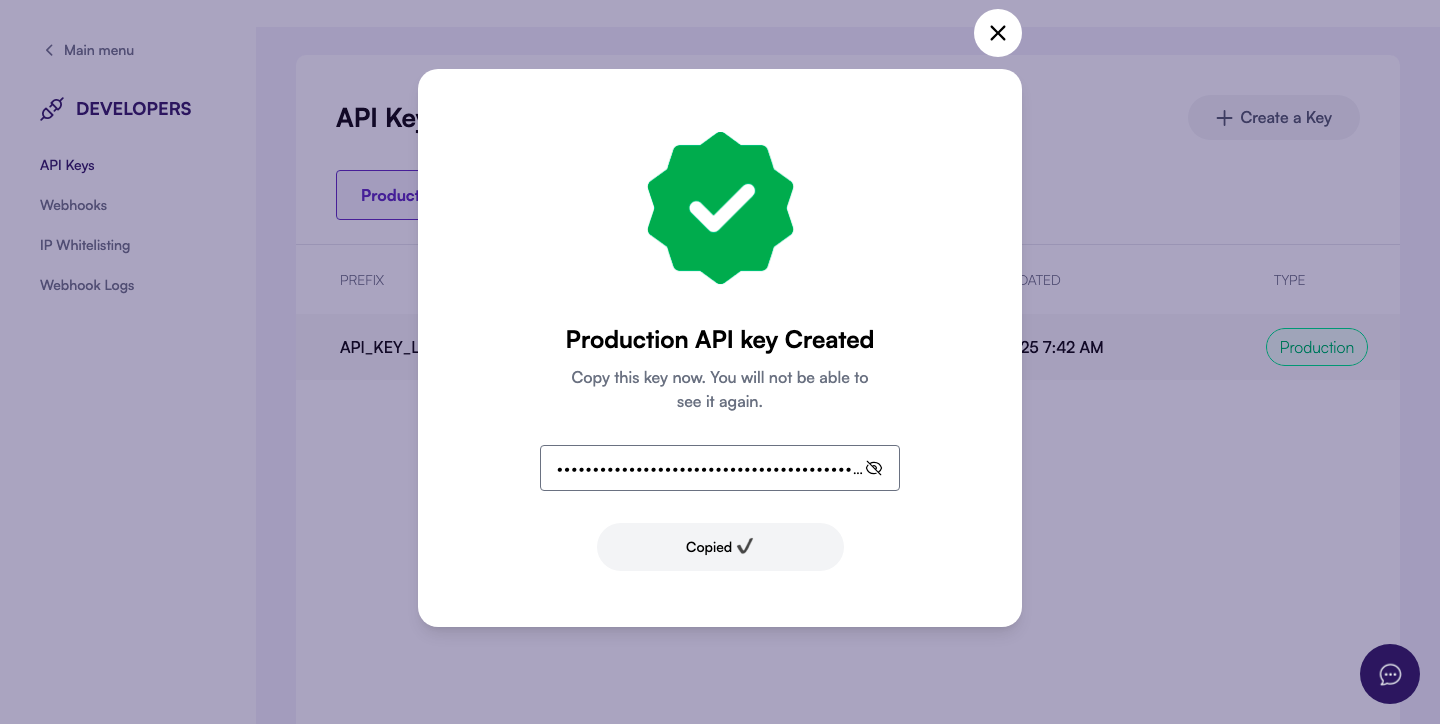 Main menu
DEVELOPERS
API Keys
Webhooks
IP Whitelisting
Webhook Logs
API Key
Create a Key
Product
PREFIX
DATED
TYPE
API_KEY_L
25 7:42 AM
Production
Production API key Created
Copy this key now. You will not be able to
see it again.
•••••••••••••••••••••••••••••••••••••••••...
Copied ✔